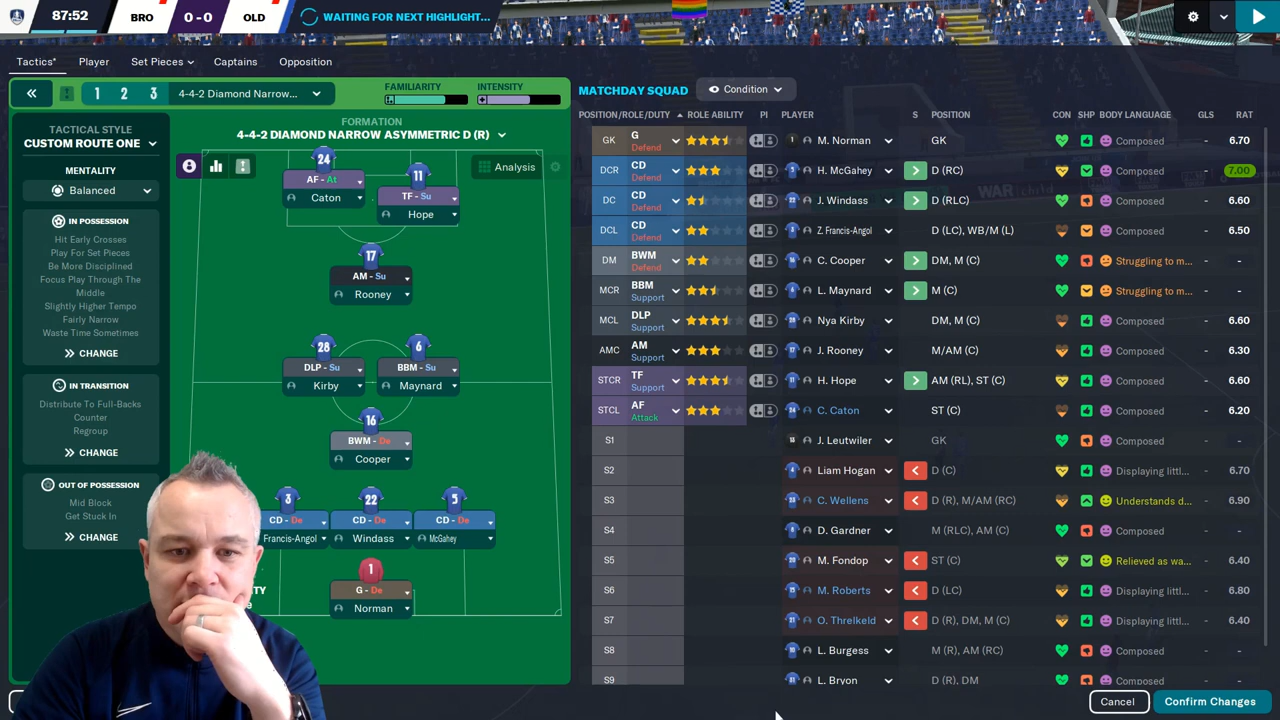 87:52 BRO 0 - 0 OLD WAITING FOR NEXT HIGHLIGHT...
Tactics* Player Set Pieces Captains Opposition
1 2 3 4-4-2 Diamond Narrow... FAMILIARITY INTENSITY
TACTICAL STYLE
CUSTOM ROUTE ONE
MENTALITY
Balanced
IN POSSESSION
Hit Early Crosses
Play For Set Pieces
Be More Disciplined
Focus Play Through The
Middle
Slightly Higher Tempo
Fairly Narrow
Waste Time Sometimes
CHANGE
IN TRANSITION
Distribute To Full-Backs
Counter
Regroup
CHANGE
OUT OF POSSESSION
Mid Block
Get Stuck In
CHANGE
FORMATION
4-4-2 DIAMOND NARROW ASYMMETRIC D (R)
Analysis
24
AF - At
Caton
11
TF - Su
Hope
17
AM - Su
Rooney
28
DLP - Su
Kirby
6
BBM - Su
Maynard
16
BWM - De
Cooper
3
CD - De
Francis-Angol
22
CD - De
Windass
5
CD - De
McGahey
1
G - De
Norman
MATCHDAY SQUAD Condition
POSITION/ROLE/DUTY ROLE ABILITY PI PLAYER S POSITION CON SHP BODY LANGUAGE GLS RAT
GK G Defend M. Norman GK Composed - 6.70
DCR CD Defend H. McGahey D (RC) Composed - 7.00
DC CD Defend J. Windass D (RLC) Composed - 6.60
DCL CD Defend Z. Francis-Angol D (LC), WB/M (L) Composed - 6.50
DM BWM Defend C. Cooper DM, M (C) Struggling to m... - -
MCR BBM Support L. Maynard M (C) Struggling to m... - -
MCL DLP Support Nya Kirby DM, M (C) Composed - 6.60
AMC AM Support J. Rooney M/AM (C) Composed - 6.30
STCR TF Support H. Hope AM (RL), ST (C) Composed - 6.60
STCL AF Attack C. Caton ST (C) Composed - 6.20
S1 J. Leutwiler GK Composed - -
S2 Liam Hogan D (C) Displaying littl... - 6.70
S3 C. Wellens D (R), M/AM (RC) Understands d... - 6.90
S4 D. Gardner M (RLC), AM (C) Composed - -
S5 M. Fondop ST (C) Relieved as wa... - 6.40
S6 M. Roberts D (LC) Displaying littl... - 6.80
S7 O. Threlkeld D (R), DM, M (C) Displaying littl... - 6.40
S8 L. Burgess M (R), AM (RC) Composed - -
S9 L. Bryon D (R), DM Composed - -
Cancel Confirm Changes